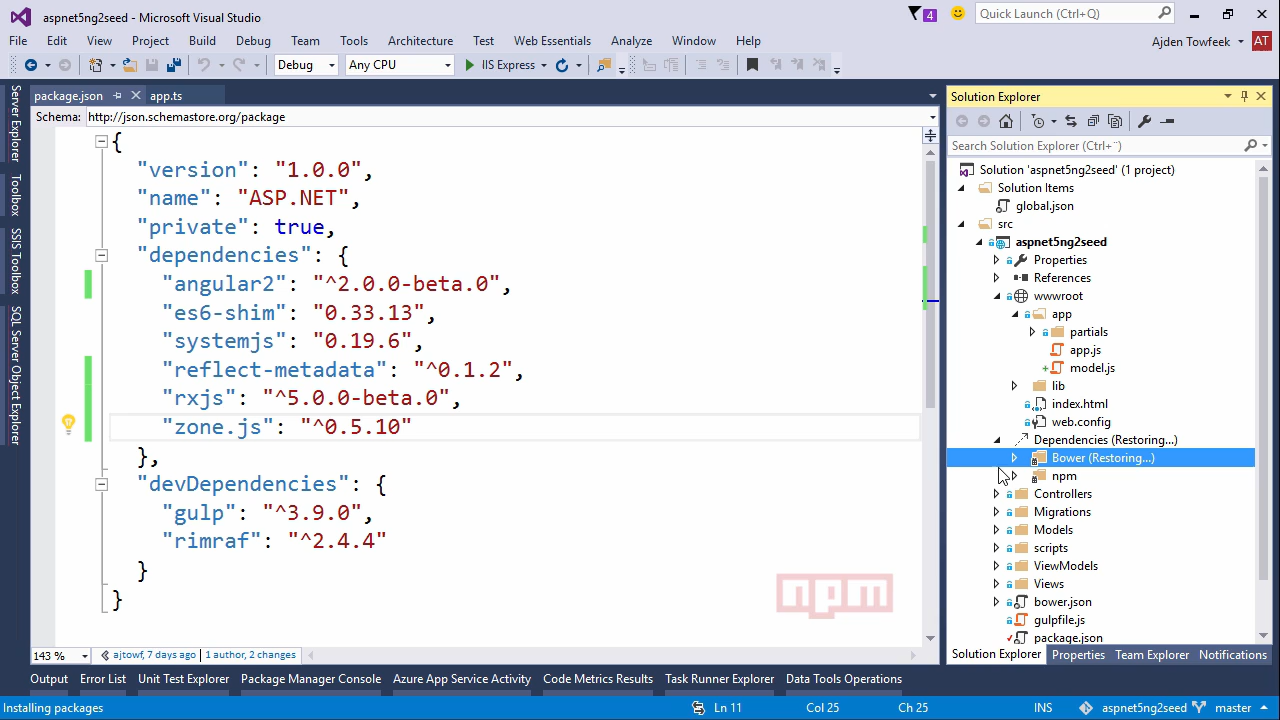 aspnet5ng2seed - Microsoft Visual Studio
4
Quick Launch (Ctrl+Q)
File Edit View Project Build Debug Team Tools Architecture Test Web Essentials Analyze Window Help
Ajden Towfeek AT
Debug Any CPU IIS Express
Server Explorer
Toolbox
SSIS Toolbox
SQL Server Object Explorer
package.json app.ts
Schema: http://json.schemastore.org/package
{
"version": "1.0.0",
"name": "ASP.NET",
"private": true,
"dependencies": {
"angular2": "^2.0.0-beta.0",
"es6-shim": "0.33.13",
"systemjs": "0.19.6",
"reflect-metadata": "^0.1.2",
"rxjs": "^5.0.0-beta.0",
"zone.js": "^0.5.10"
},
"devDependencies": {
"gulp": "^3.9.0",
"rimraf": "^2.4.4"
}
}
npm
143 % ajtowf, 7 days ago | 1 author, 2 changes
Solution Explorer
Search Solution Explorer (Ctrl+¨)
Solution 'aspnet5ng2seed' (1 project)
Solution Items
global.json
src
aspnet5ng2seed
Properties
References
wwwroot
app
partials
app.js
model.js
lib
index.html
web.config
Dependencies (Restoring...)
Bower (Restoring...)
npm
Controllers
Migrations
Models
scripts
ViewModels
Views
bower.json
gulpfile.js
package.json
Solution Explorer Properties Team Explorer Notifications
Output Error List Unit Test Explorer Package Manager Console Azure App Service Activity Code Metrics Results Task Runner Explorer Data Tools Operations
Installing packages Ln 11 Col 25 Ch 25 INS aspnet5ng2seed master